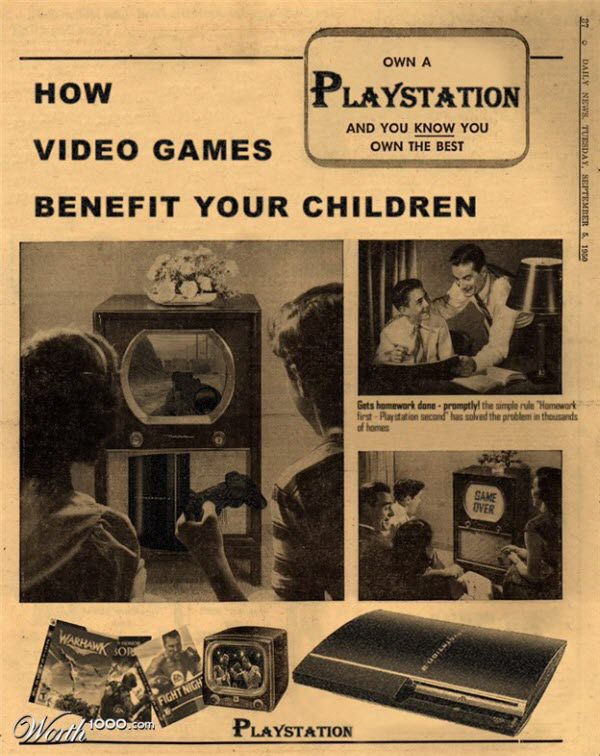 OWN A
PLAYSTATION
AND YOU KNOW YOU
OWN THE BEST
HOW
VIDEO GAMES
BENEFIT YOUR CHILDREN
27 DAILY NEWS, TUESDAY, SEPTEMBER 5, 1950
Gets homework done - promptly! the simple rule "Homework
first - Playstation second" has solved the problem in thousands
of homes
GAME
OVER
WARHAWK
FIGHT NIGHT
PLAYSTATION
Worth1000.com